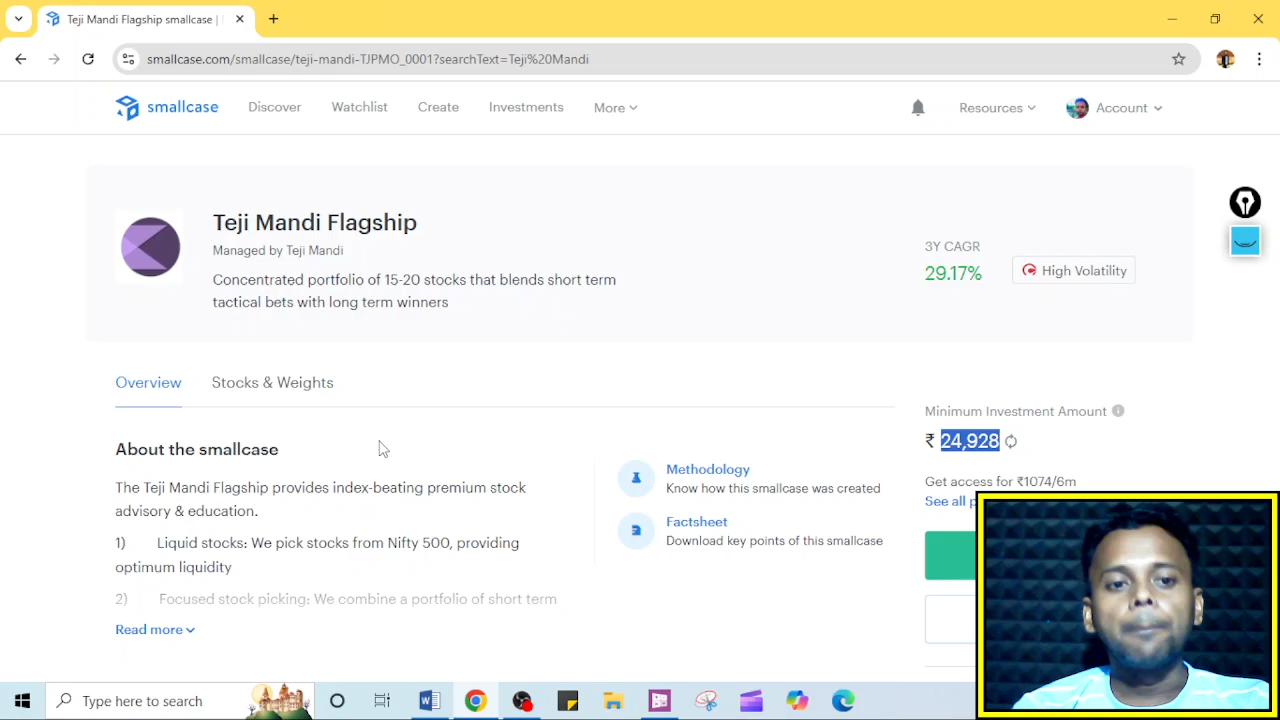 Teji Mandi Flagship smallcase |
smallcase.com/smallcase/teji-mandi-TJPMO_0001?searchText=Teji%20Mandi
smallcase Discover Watchlist Create Investments More Resources Account
Teji Mandi Flagship
Managed by Teji Mandi
Concentrated portfolio of 15-20 stocks that blends short term
tactical bets with long term winners
3Y CAGR
29.17%
High Volatility
Overview Stocks & Weights
About the smallcase
The Teji Mandi Flagship provides index-beating premium stock
advisory & education.
1) Liquid stocks: We pick stocks from Nifty 500, providing
optimum liquidity
2) Focused stock picking: We combine a portfolio of short term
Read more
Methodology
Know how this smallcase was created
Factsheet
Download key points of this smallcase
Minimum Investment Amount
₹ 24,928
Get access for ₹1074/6m
See all
Type here to search